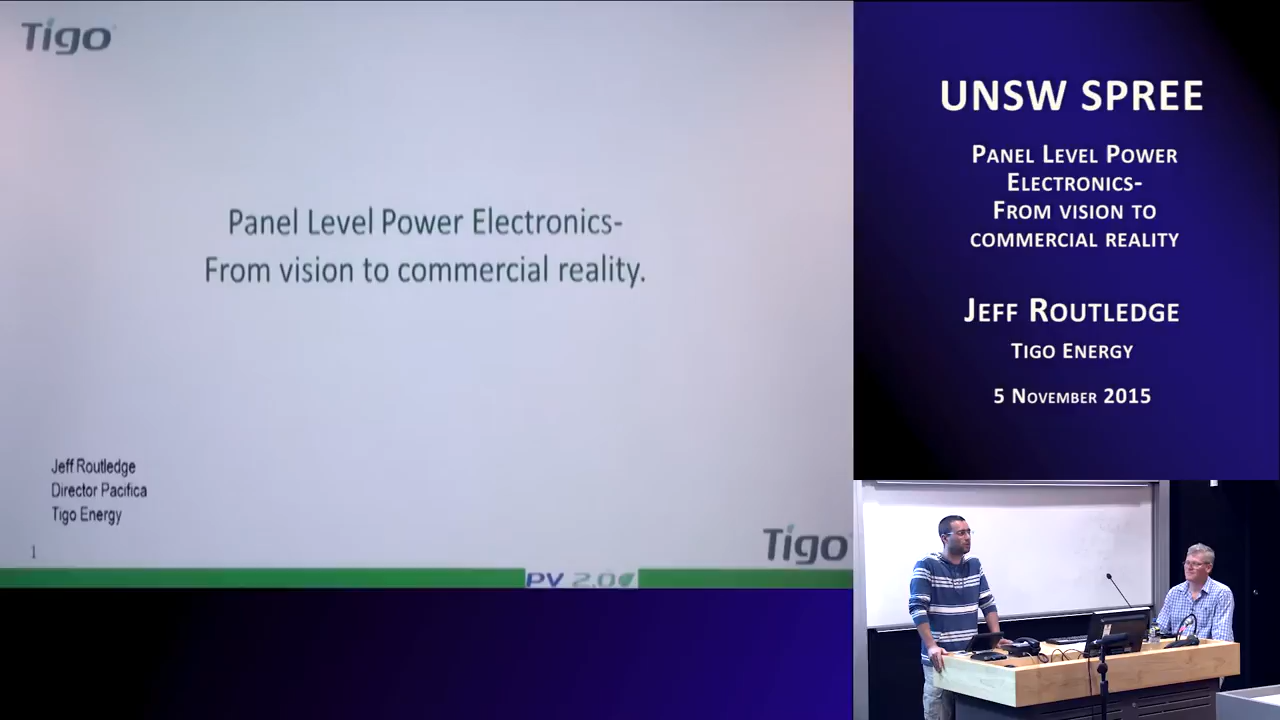 Tigo
Panel Level Power Electronics-
From vision to commercial reality.
Jeff Routledge
Director Pacifica
Tigo Energy
1
Tigo
PV 2.0
UNSW SPREE
Panel Level Power
Electronics-
From vision to
commercial reality
Jeff Routledge
Tigo Energy
5 November 2015